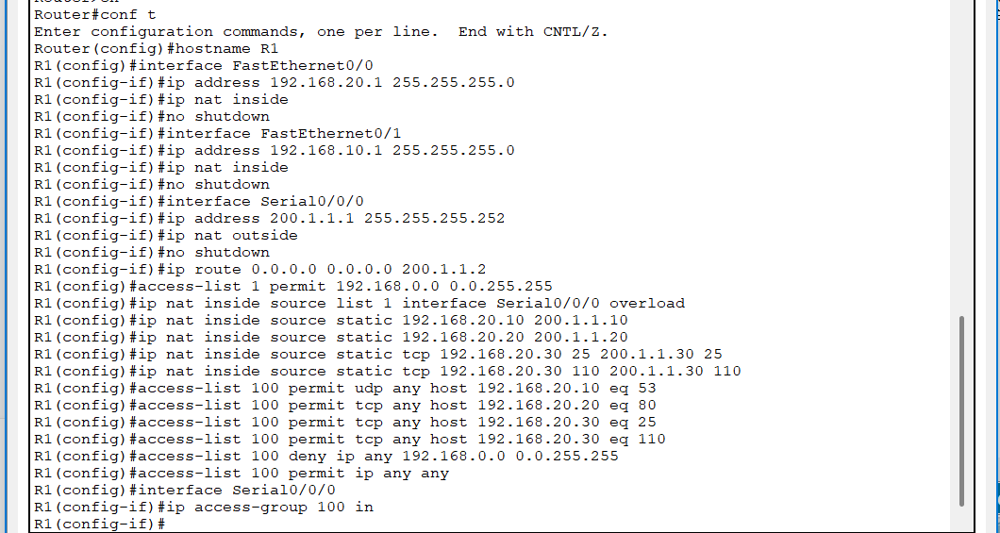 Router#conf t
Enter configuration commands, one per line.  End with CNTL/Z.
Router(config)#hostname R1
R1(config)#interface FastEthernet0/0
R1(config-if)#ip address 192.168.20.1 255.255.255.0
R1(config-if)#ip nat inside
R1(config-if)#no shutdown
R1(config-if)#interface FastEthernet0/1
R1(config-if)#ip address 192.168.10.1 255.255.255.0
R1(config-if)#ip nat inside
R1(config-if)#no shutdown
R1(config-if)#interface Serial0/0/0
R1(config-if)#ip address 200.1.1.1 255.255.255.252
R1(config-if)#ip nat outside
R1(config-if)#no shutdown
R1(config-if)#ip route 0.0.0.0 0.0.0.0 200.1.1.2
R1(config)#access-list 1 permit 192.168.0.0 0.0.255.255
R1(config)#ip nat inside source list 1 interface Serial0/0/0 overload
R1(config)#ip nat inside source static 192.168.20.10 200.1.1.10
R1(config)#ip nat inside source static 192.168.20.20 200.1.1.20
R1(config)#ip nat inside source static tcp 192.168.20.30 25 200.1.1.30 25
R1(config)#ip nat inside source static tcp 192.168.20.30 110 200.1.1.30 110
R1(config)#access-list 100 permit udp any host 192.168.20.10 eq 53
R1(config)#access-list 100 permit tcp any host 192.168.20.20 eq 80
R1(config)#access-list 100 permit tcp any host 192.168.20.30 eq 25
R1(config)#access-list 100 permit tcp any host 192.168.20.30 eq 110
R1(config)#access-list 100 deny ip any 192.168.0.0 0.0.255.255
R1(config)#access-list 100 permit ip any any
R1(config)#interface Serial0/0/0
R1(config-if)#ip access-group 100 in
R1(config-if)#